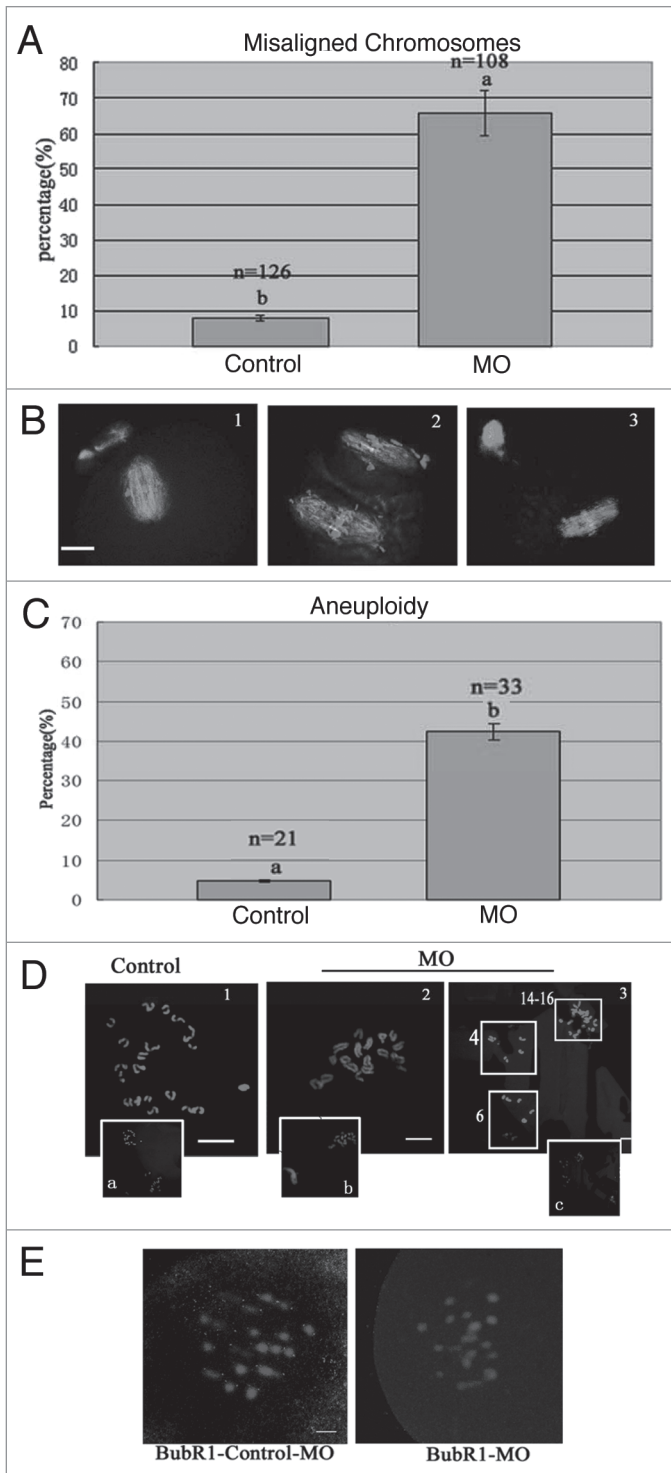 A
Misaligned Chromosomes
n=108
a
n=126
b
percentage(%)
80
70
60
50
40
30
20
10
0
Control
MO
B
1
2
3
C
Aneuploidy
n=33
b
n=21
a
Percentage(%)
70
60
50
40
30
20
10
0
Control
MO
D
Control
MO
1
2
14-16
3
4
6
a
b
c
E
BubR1-Control-MO
BubR1-MO